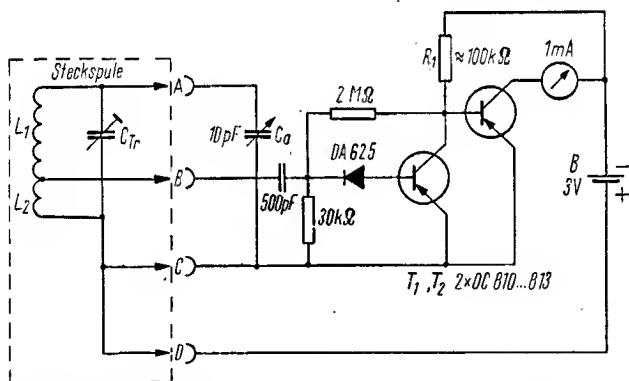 Steckspule
L1
L2
CTr
A
B
C
D
10pF
Ca
500pF
2 MΩ
DA 625
30kΩ
R1
≈100kΩ
1mA
B
3V
−
+
T1, T2 2×OC 810...813